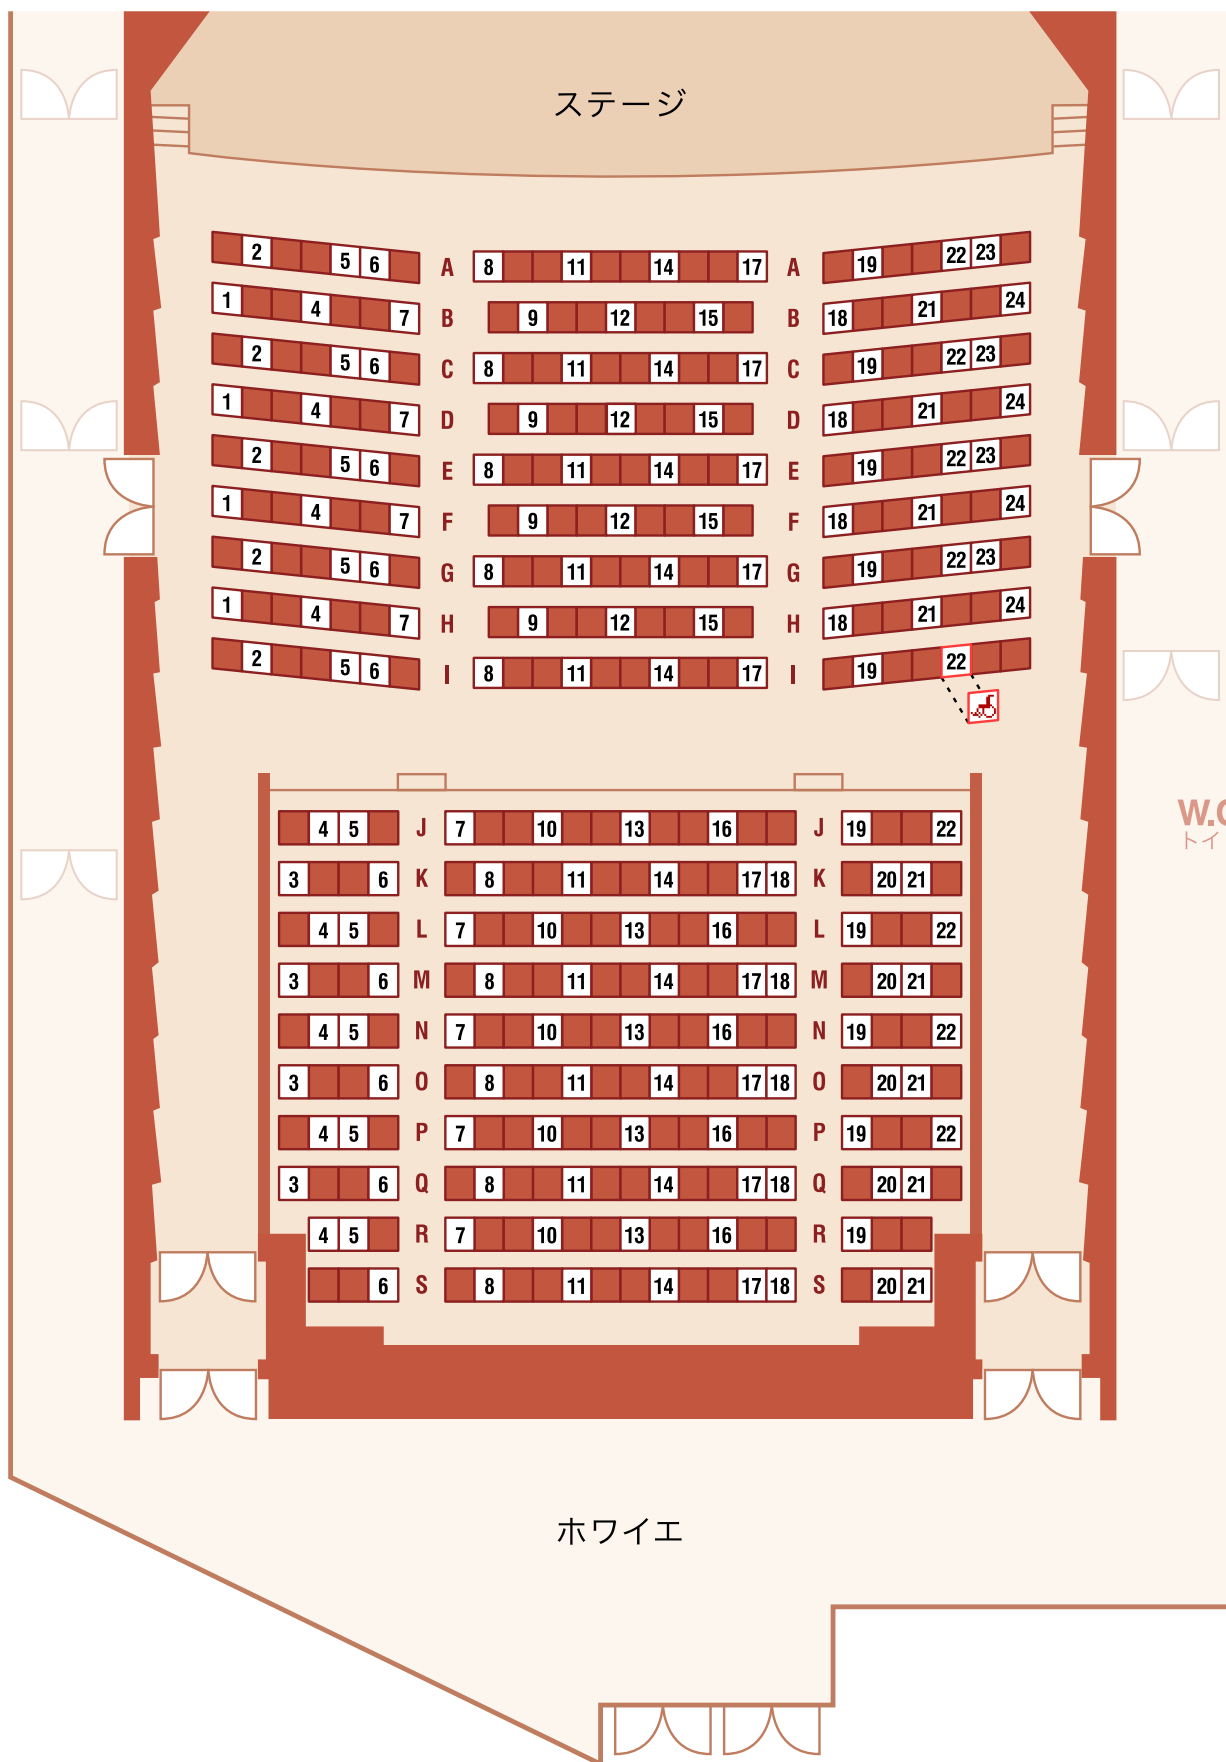 ステージ
2 5 6 A 8 11 14 17 A 19 22 23
1 4 7 B 9 12 15 B 18 21 24
2 5 6 C 8 11 14 17 C 19 22 23
1 4 7 D 9 12 15 D 18 21 24
2 5 6 E 8 11 14 17 E 19 22 23
1 4 7 F 9 12 15 F 18 21 24
2 5 6 G 8 11 14 17 G 19 22 23
1 4 7 H 9 12 15 H 18 21 24
2 5 6 I 8 11 14 17 I 19 22
4 5 J 7 10 13 16 J 19 22
3 6 K 8 11 14 17 18 K 20 21
4 5 L 7 10 13 16 L 19 22
3 6 M 8 11 14 17 18 M 20 21
4 5 N 7 10 13 16 N 19 22
3 6 O 8 11 14 17 18 O 20 21
4 5 P 7 10 13 16 P 19 22
3 6 Q 8 11 14 17 18 Q 20 21
4 5 R 7 10 13 16 R 19
6 S 8 11 14 17 18 S 20 21
W.C
トイ
ホワイエ